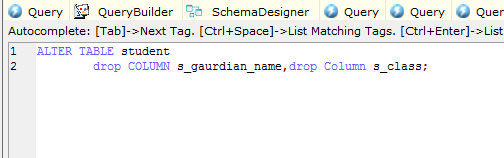 Query QueryBuilder SchemaDesigner Query Query Query
Autocomplete: [Tab]->Next Tag. [Ctrl+Space]->List Matching Tags. [Ctrl+Enter]->List
1 ALTER TABLE student
2 drop COLUMN s_gaurdian_name,drop Column s_class;